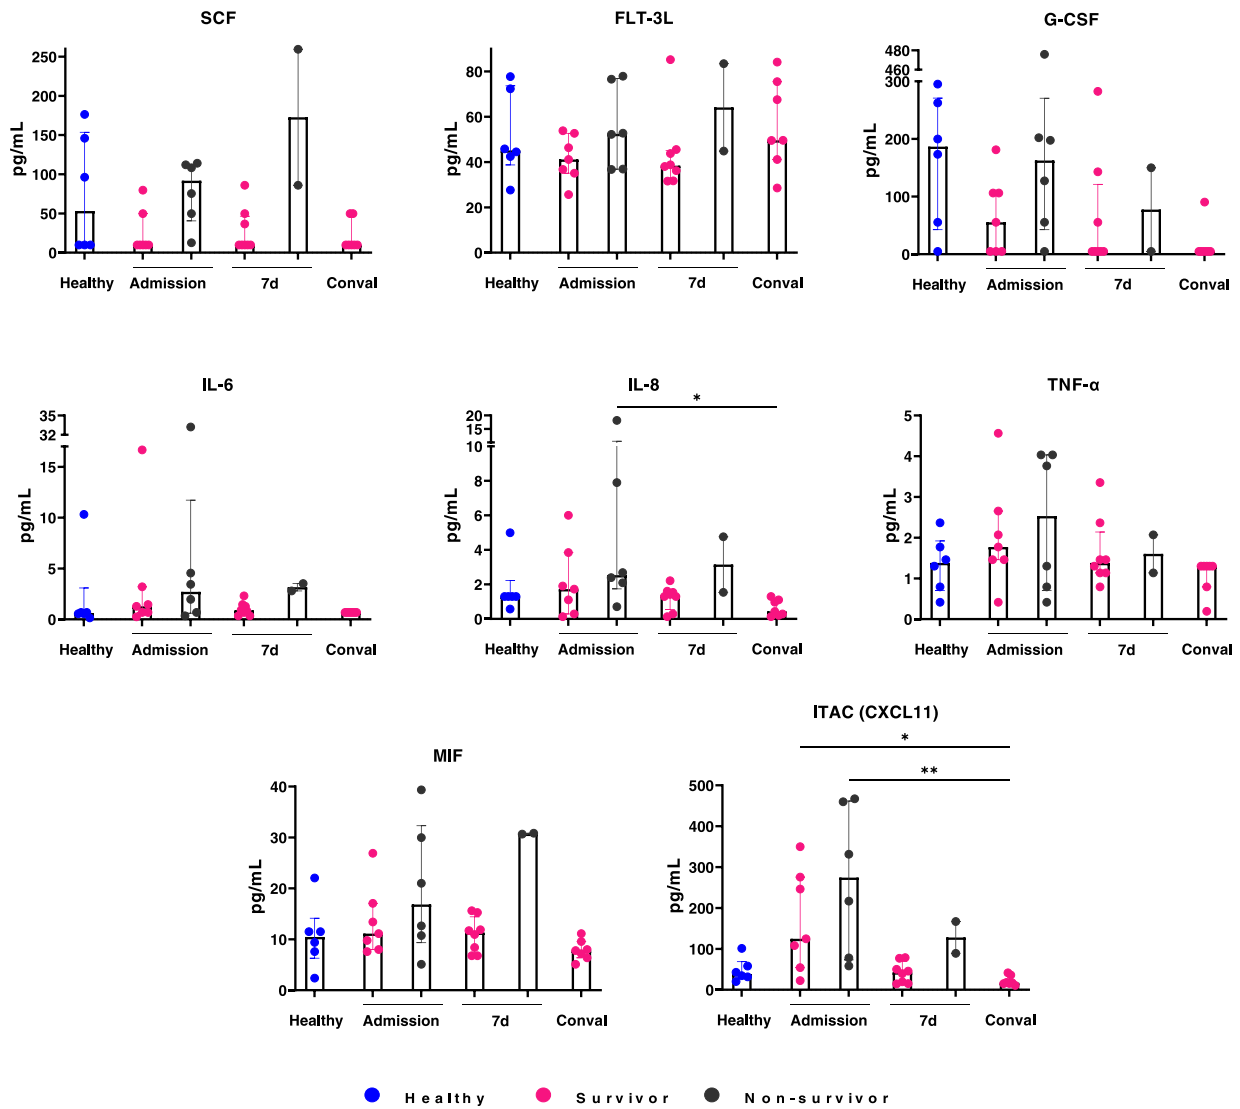 SCF
FLT-3L
G-CSF
pg/mL
250
200
150
100
50
0
Healthy Admission 7d Conval
pg/mL
80
60
40
20
0
Healthy Admission 7d Conval
pg/mL
480
460
300
200
100
0
Healthy Admission 7d Conval
IL-6
IL-8
TNF-α
pg/mL
35
32
15
10
5
0
Healthy Admission 7d Conval
*
pg/mL
20
15
10
8
6
4
2
0
Healthy Admission 7d Conval
pg/mL
5
4
3
2
1
0
Healthy Admission 7d Conval
MIF
ITAC (CXCL11)
pg/mL
40
30
20
10
0
Healthy Admission 7d Conval
*
**
pg/mL
500
400
300
200
100
0
Healthy Admission 7d Conval
Healthy Survivor Non-survivor